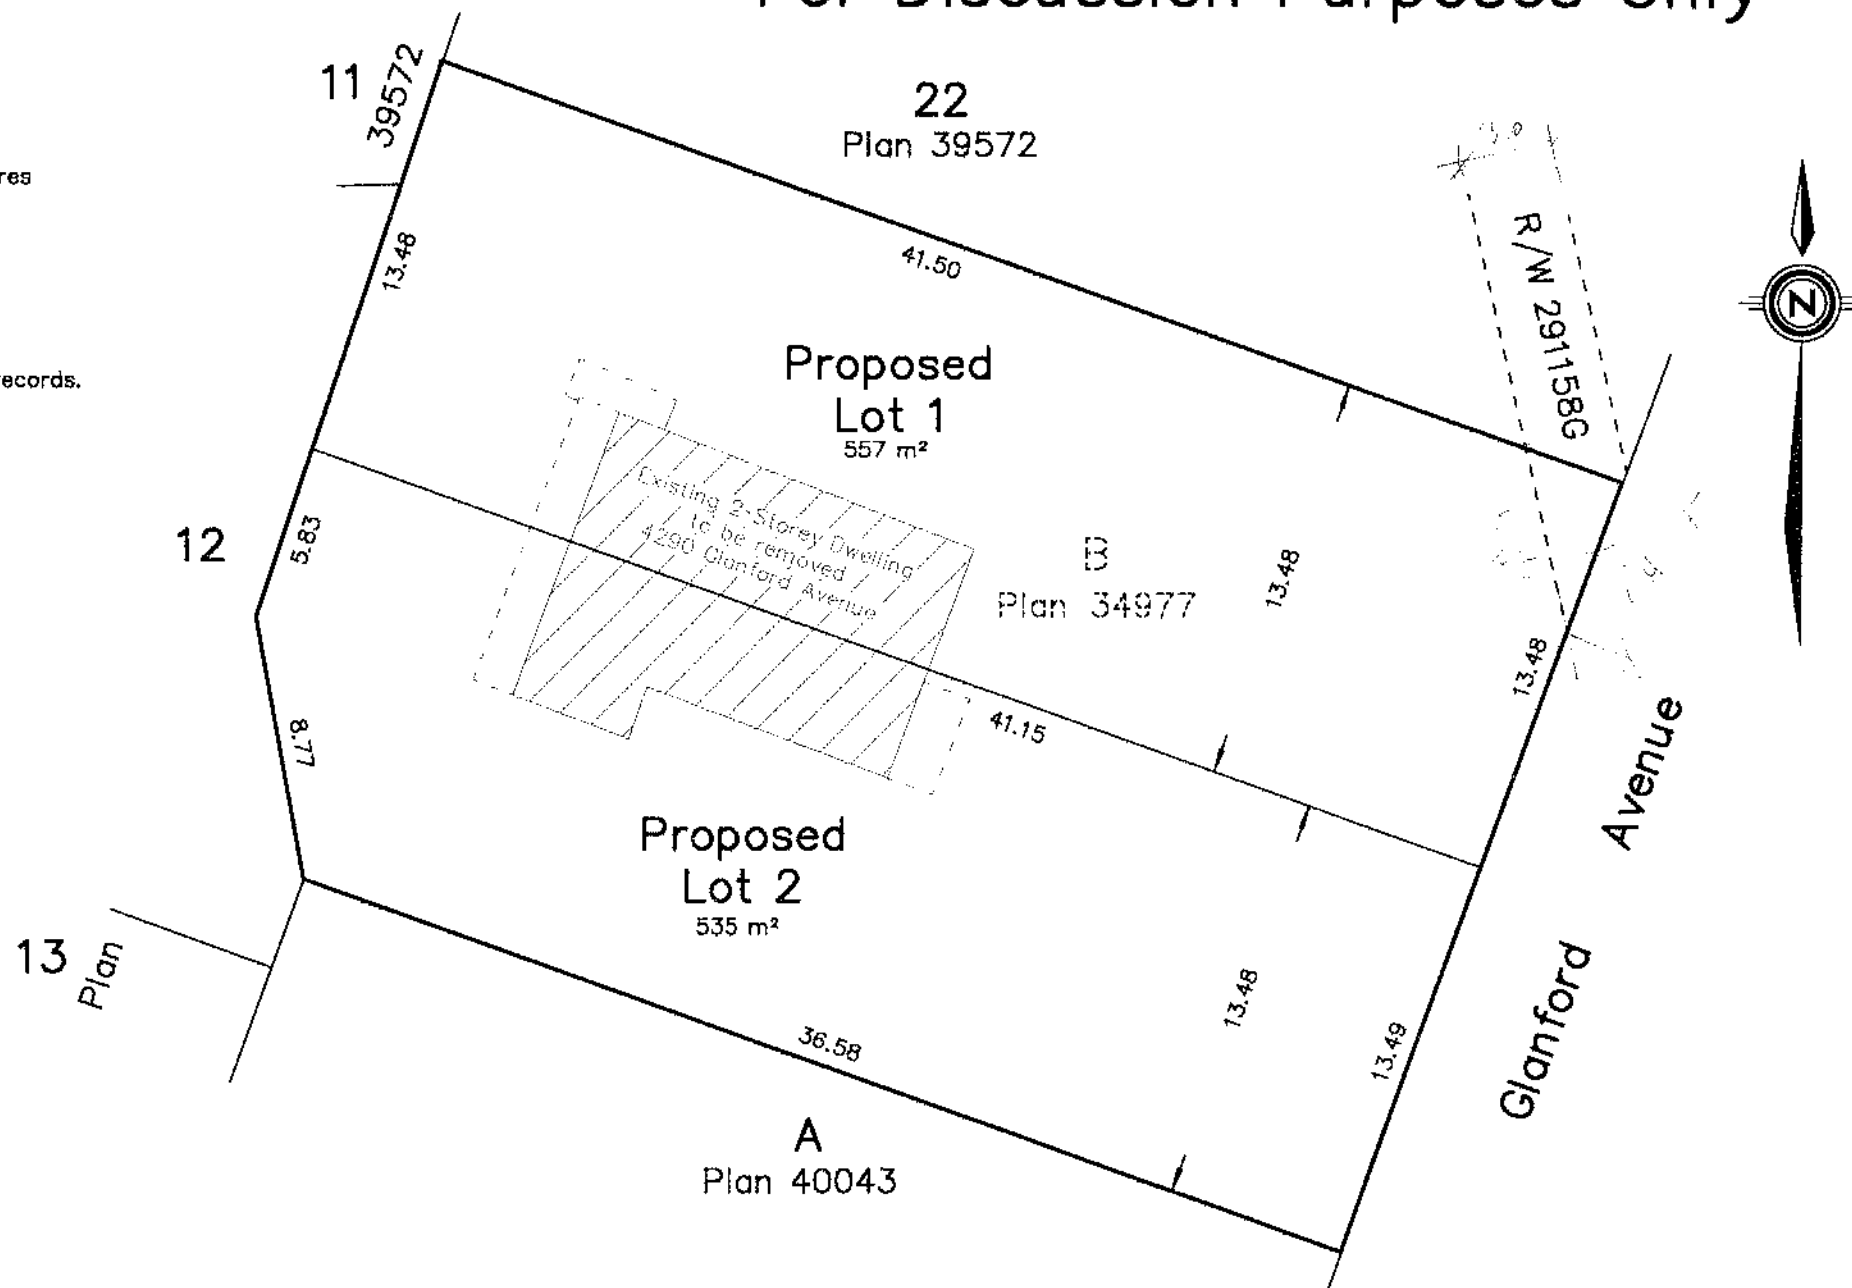 For Discussion Purposes Only
11
39572
22
Plan 39572
res
13.48
41.50
R/W 291158G
N
ecords.
Proposed
Lot 1
557 m²
Existing 2-Storey Dwelling
to be removed
4290 Glanford Avenue
12
5.83
B
Plan 34977
13.48
13.48
8.77
41.15
Glanford Avenue
Proposed
Lot 2
535 m²
13
Plan
36.58
13.48
13.49
A
Plan 40043